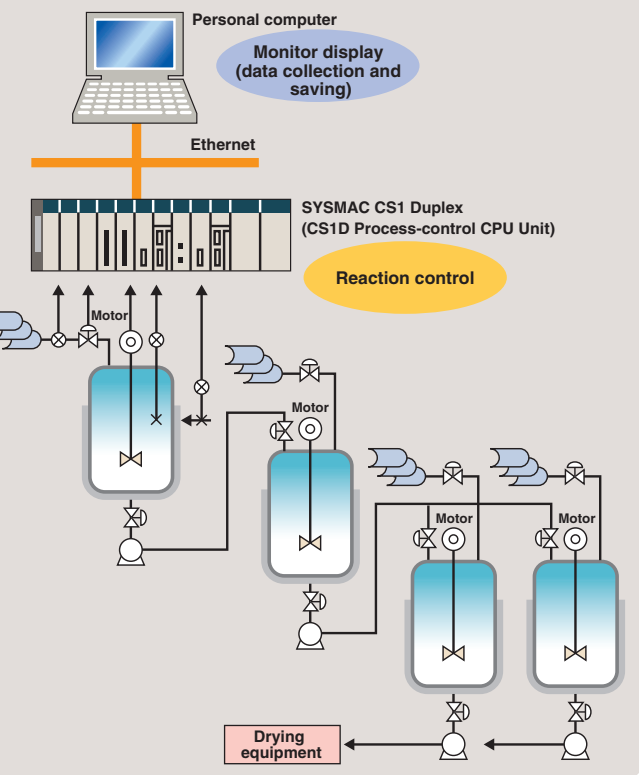 Personal computer
Monitor display
(data collection and
saving)
Ethernet
SYSMAC CS1 Duplex
(CS1D Process-control CPU Unit)
Reaction control
Motor
Motor
Motor
Motor
Drying
equipment